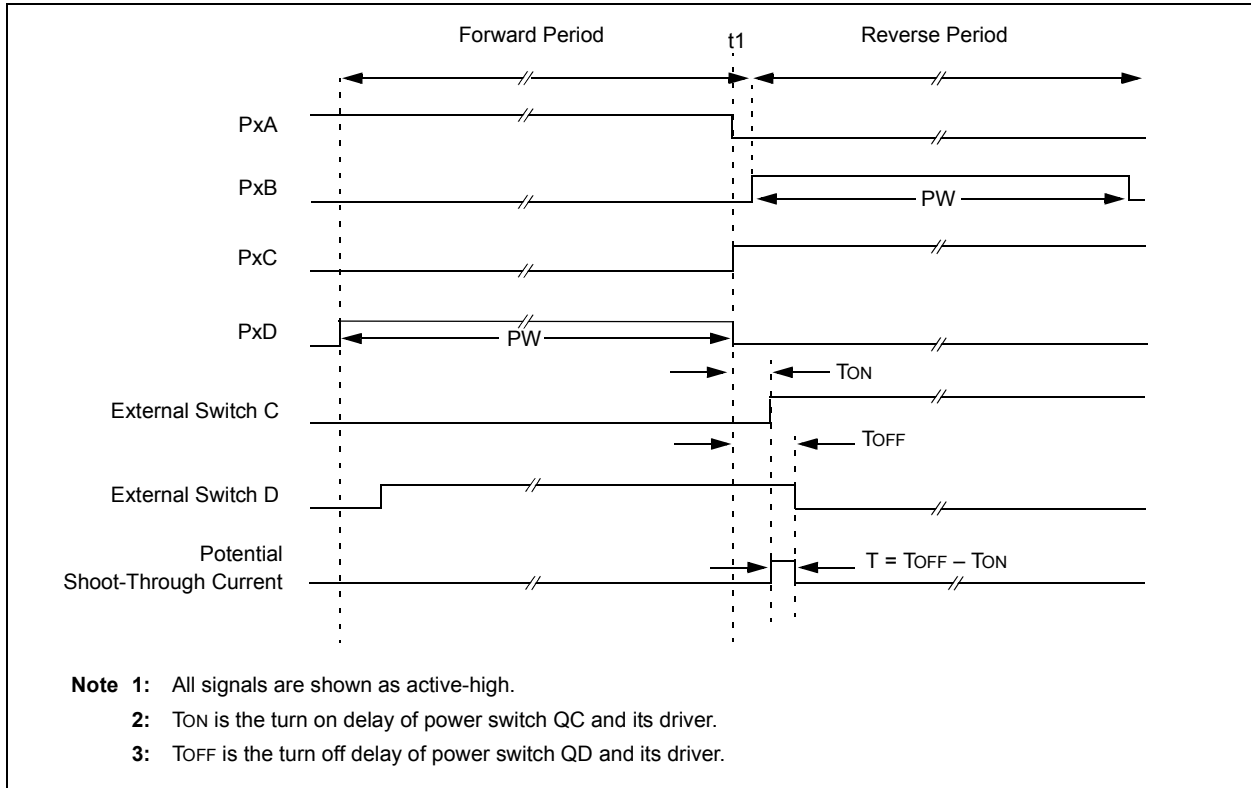 Forward Period
t1
Reverse Period
PxA
PxB
PW
PxC
PxD
PW
TON
External Switch C
TOFF
External Switch D
Potential
Shoot-Through Current
T = TOFF – TON
Note 1: All signals are shown as active-high.
2: TON is the turn on delay of power switch QC and its driver.
3: TOFF is the turn off delay of power switch QD and its driver.